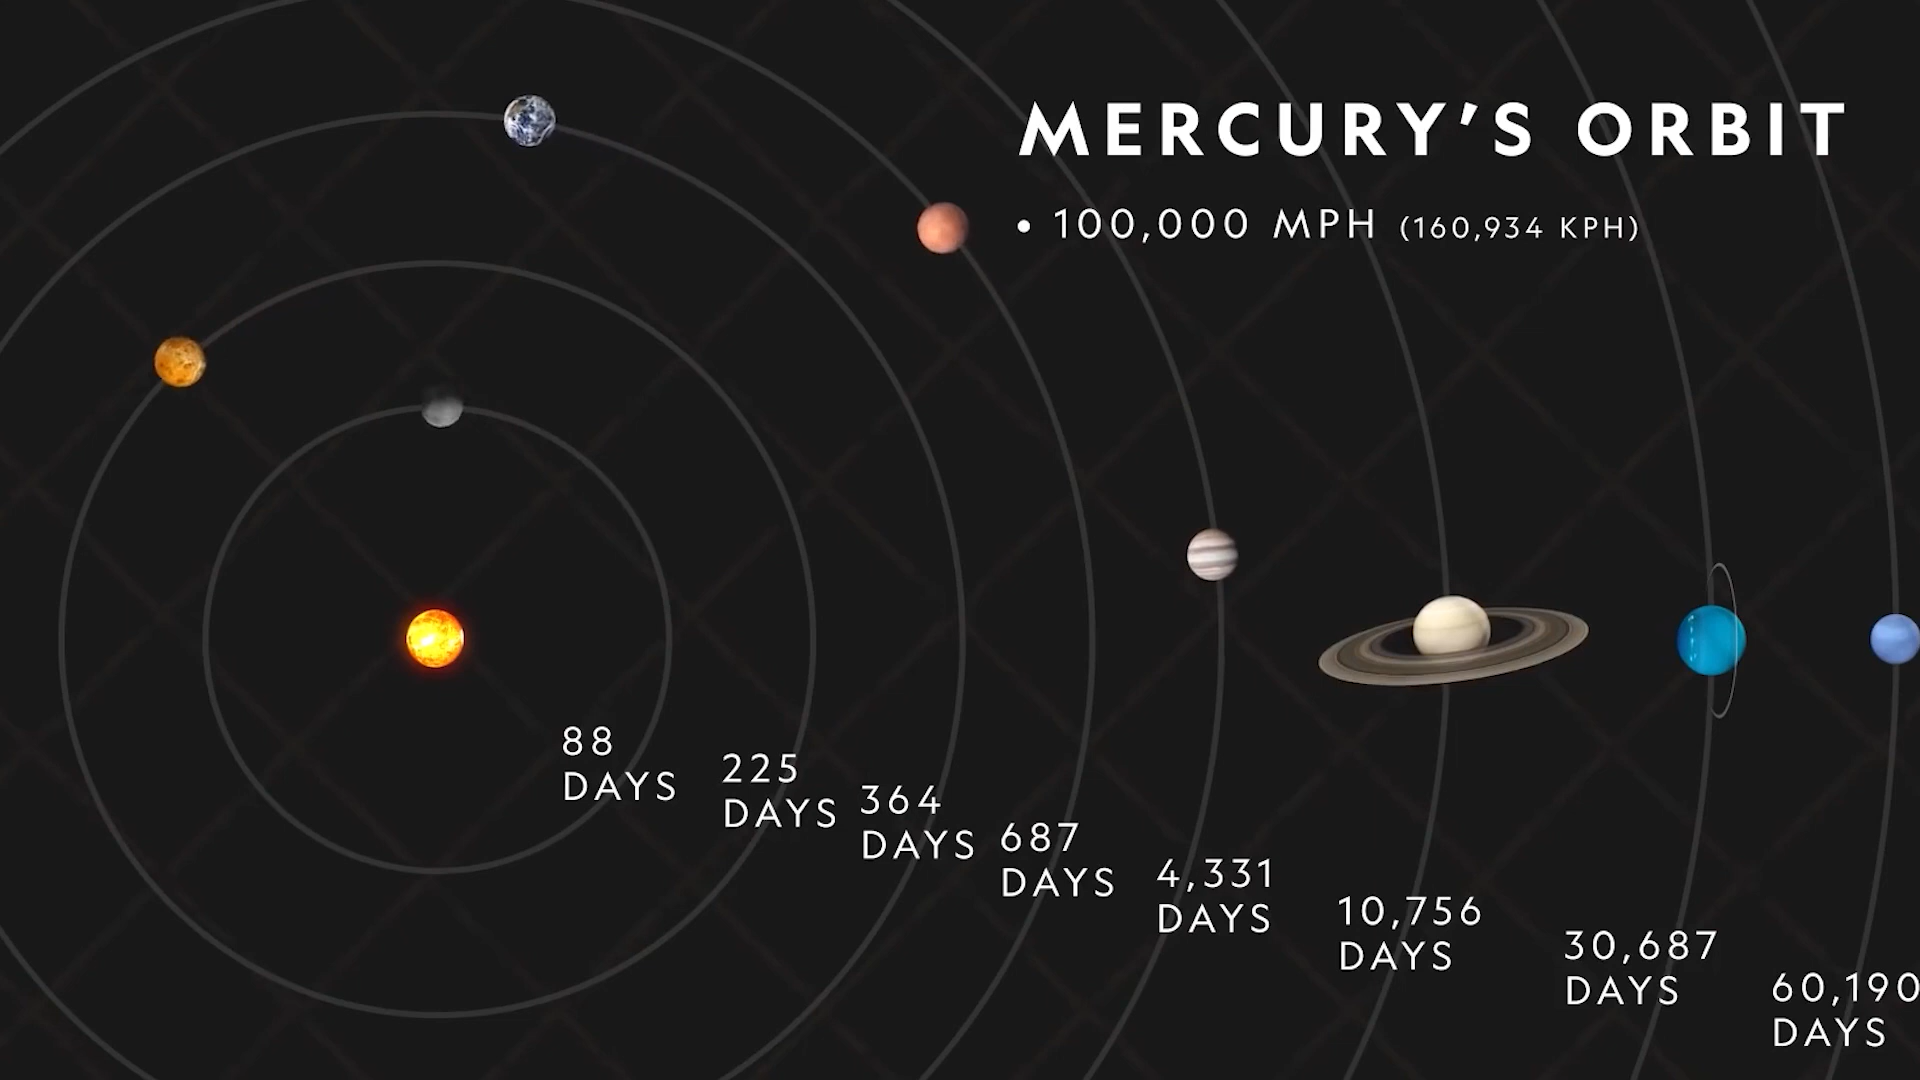 MERCURY’S ORBIT
• 100,000 MPH (160,934 KPH)
88
DAYS
225
DAYS
364
DAYS
687
DAYS
4,331
DAYS
10,756
DAYS
30,687
DAYS
60,190
DAYS